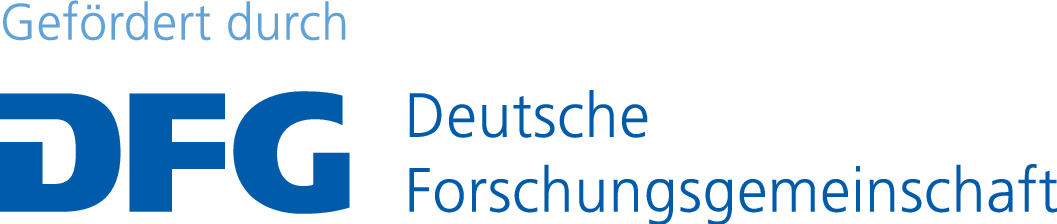 Gefördert durch
DFG
Deutsche
Forschungsgemeinschaft